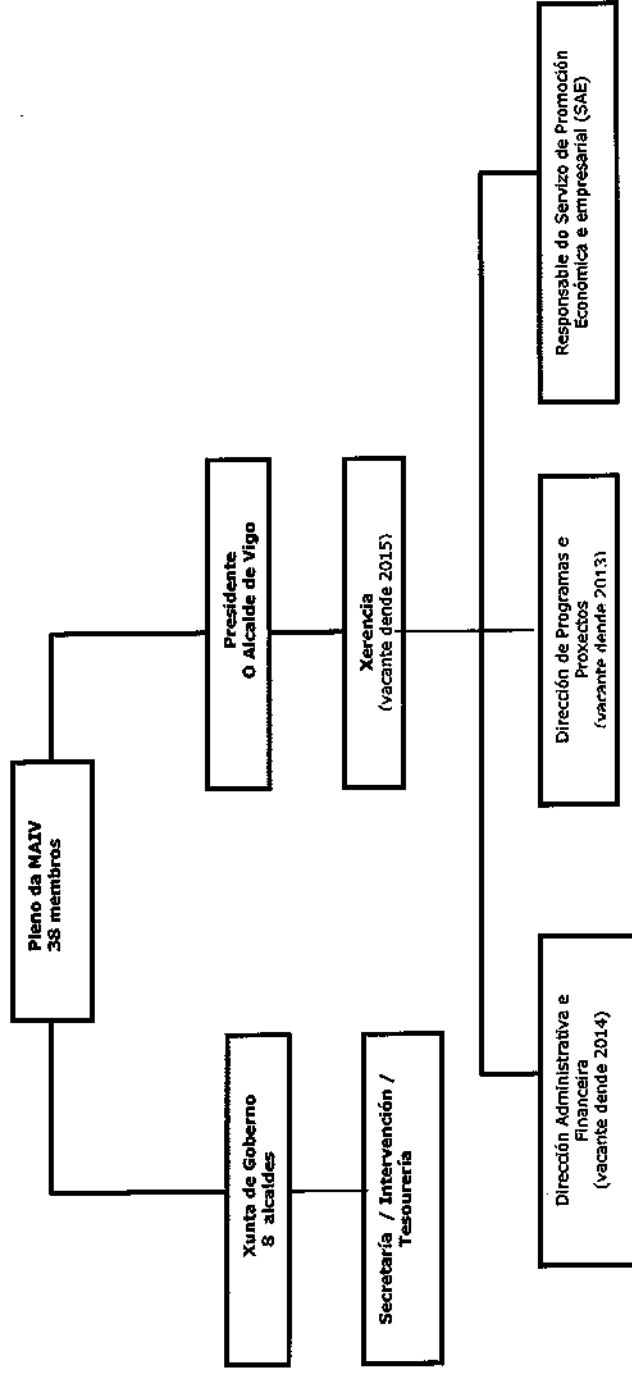 Pleno da MAIV
38 membros
Xunta de Goberno
8 alcaldes
Presidente
O Alcalde de Vigo
Secretaría / Intervención /
Tesourería
Xerencia
(vacante dende 2015)
Dirección Administrativa e
Financeira
(vacante dende 2014)
Dirección de Programas e
Proxectos
(vacante dende 2013)
Responsable do Servizo de Promoción
Económica e empresarial (SAE)